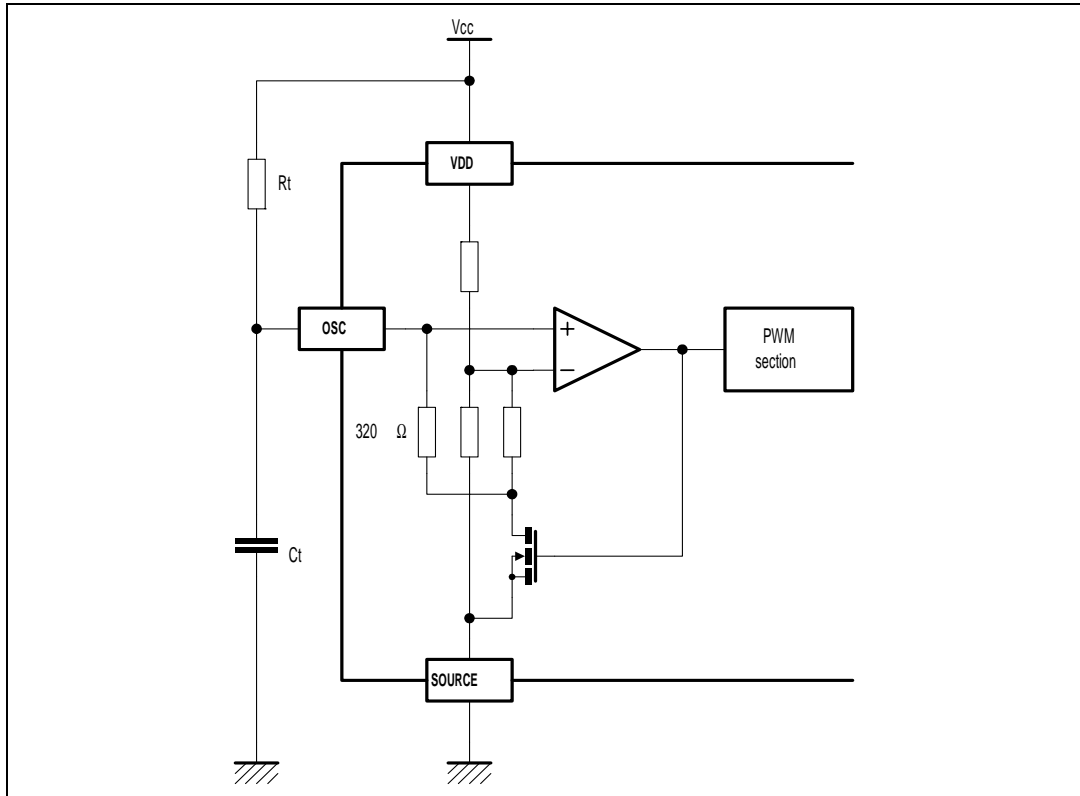 Vcc
VDD
Rt
OSC
+
−
PWM
section
320 Ω
Ct
SOURCE